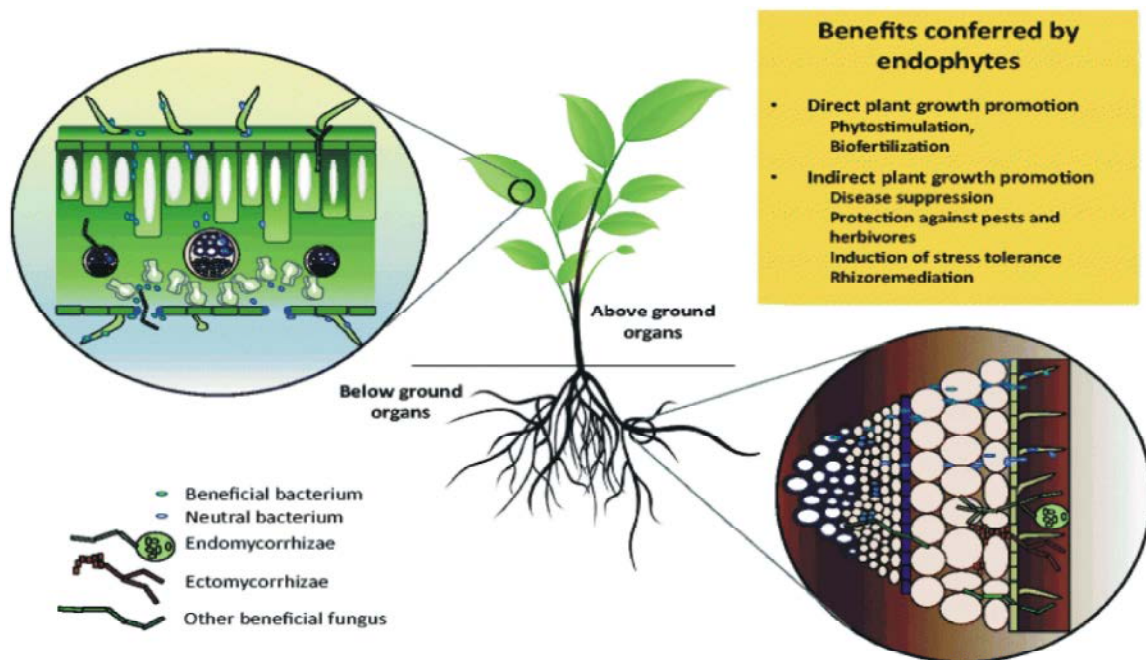 Benefits conferred by
endophytes
• Direct plant growth promotion
Phytostimulation,
Biofertilization
• Indirect plant growth promotion
Disease suppression
Protection against pests and
herbivores
Induction of stress tolerance
Rhizoremediation
Above ground
organs
Below ground
organs
Beneficial bacterium
Neutral bacterium
Endomycorrhizae
Ectomycorrhizae
Other beneficial fungus